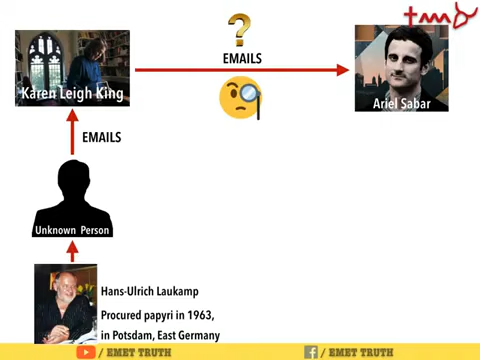 ?
EMAILS
Karen Leigh King
Ariel Sabar
EMAILS
Unknown Person
Hans-Ulrich Laukamp
Procured papyri in 1963,
in Potsdam, East Germany
/ EMET TRUTH
f / EMET TRUTH